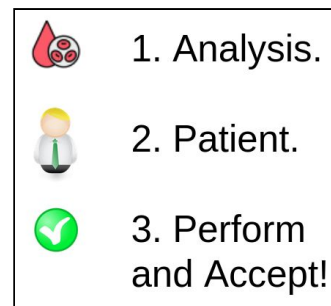 1. Analysis.
2. Patient.
3. Perform
and Accept!